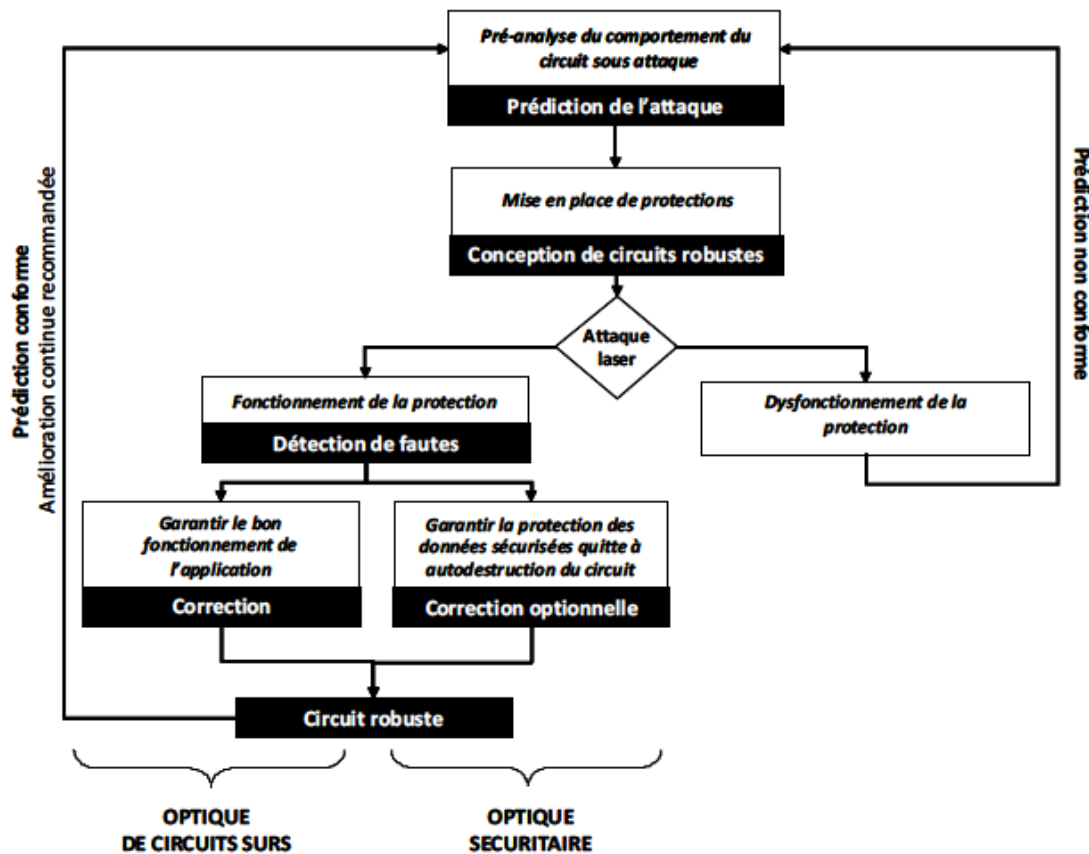 Pré-analyse du comportement du
circuit sous attaque
Prédiction de l'attaque
Mise en place de protections
Conception de circuits robustes
Attaque
laser
Fonctionnement de la protection
Détection de fautes
Dysfonctionnement de la
protection
Garantir le bon
fonctionnement de
l'application
Correction
Garantir la protection des
données sécurisées quitte à
autodestruction du circuit
Correction optionnelle
Circuit robuste
Prédiction conforme
Amélioration continue recommandée
Prédiction non conforme
OPTIQUE
DE CIRCUITS SURS
OPTIQUE
SECURITAIRE